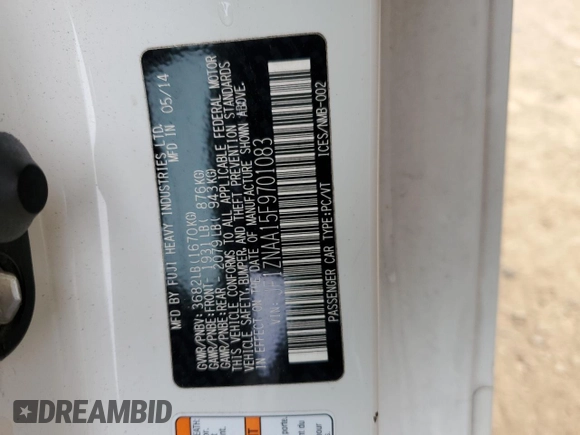 MFD BY FUJI HEAVY INDUSTRIES LTD.
MFD IN 05/14
GVWR/PNBV: 3682LB(1670KG)
GAWR/PNBE:FRONT- 1931LB( 876KG)
GAWR/PNBE:REAR - 2079LB( 943KG)
THIS VEHICLE CONFORMS TO ALL APPLICABLE FEDERAL MOTOR
VEHICLE SAFETY,BUMPER AND THEFT PREVENTION STANDARDS
IN EFFECT ON THE DATE OF MANUFACTURE SHOWN ABOVE.
VIN: ZNAA15E9701083
PASSENGER CAR TYPE:PC/VT ICES/NMB-002
DREAMBID